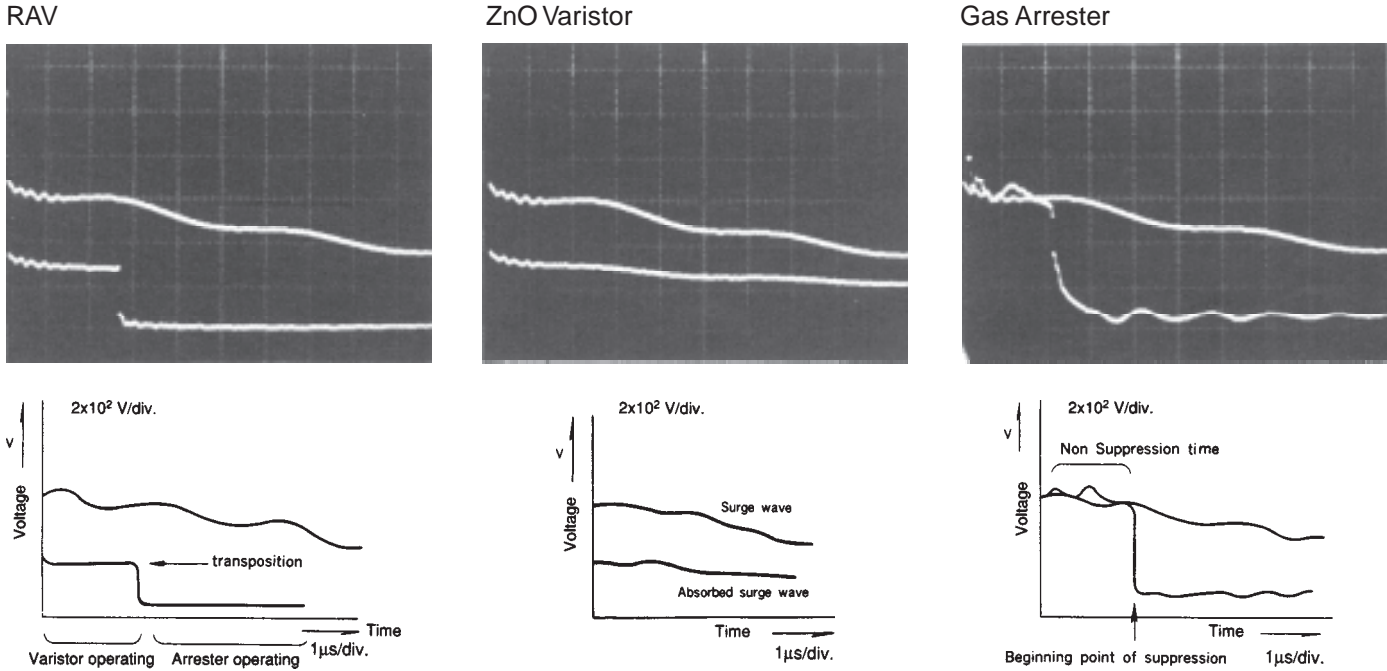 RAV
ZnO Varistor
Gas Arrester
2x10² V/div.
V
Voltage
transposition
Time
1μs/div.
Varistor operating
Arrester operating
2x10² V/div.
V
Voltage
Surge wave
Absorbed surge wave
Time
1μs/div.
2x10² V/div.
V
Non Suppression time
Voltage
Time
1μs/div.
Beginning point of suppression